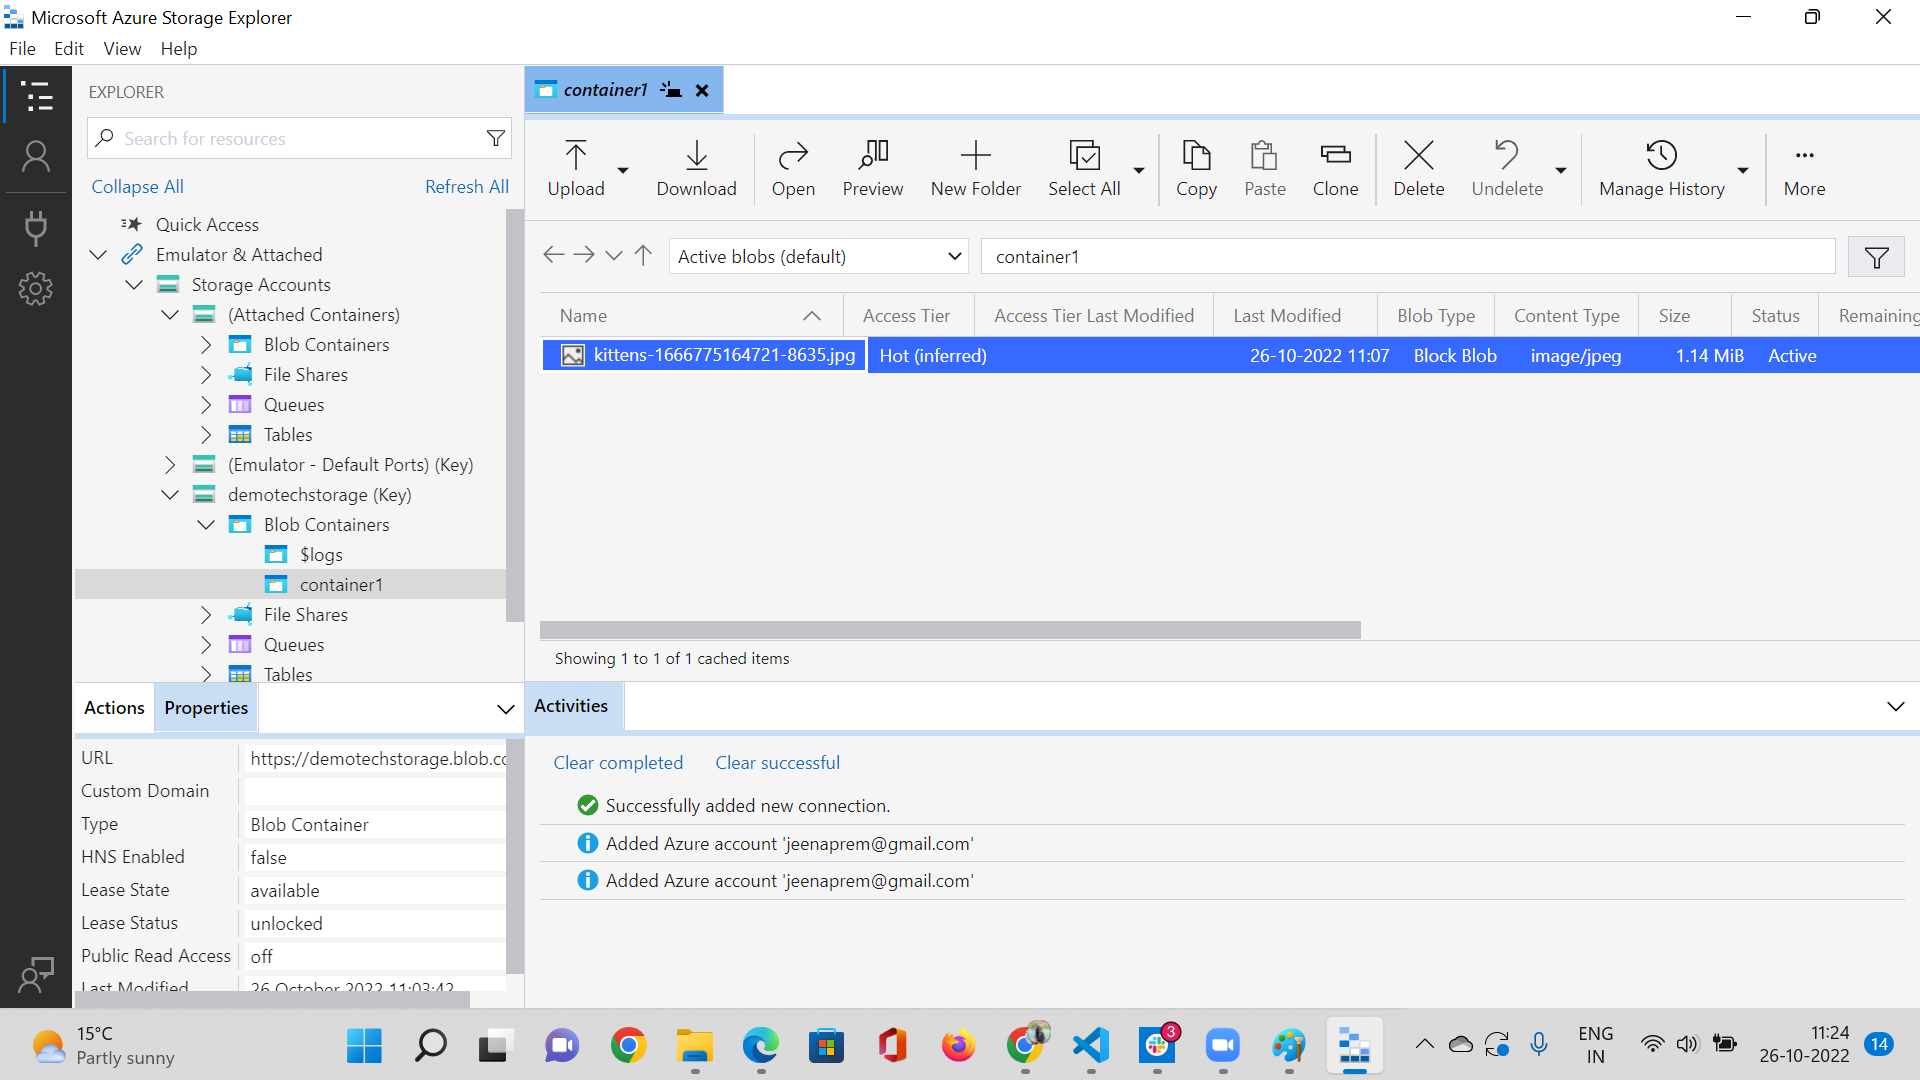 Microsoft Azure Storage Explorer
File Edit View Help
EXPLORER
Search for resources
Collapse All Refresh All
Quick Access
Emulator & Attached
Storage Accounts
(Attached Containers)
Blob Containers
File Shares
Queues
Tables
(Emulator - Default Ports) (Key)
demotechstorage (Key)
Blob Containers
$logs
container1
File Shares
Queues
Tables
Actions Properties
URL https://demotechstorage.blob.co
Custom Domain
Type Blob Container
HNS Enabled false
Lease State available
Lease Status unlocked
Public Read Access off
Last Modified 26 October 2022 11:03:42
container1
Upload Download Open Preview New Folder Select All Copy Paste Clone Delete Undelete Manage History More
Active blobs (default) container1
Name Access Tier Access Tier Last Modified Last Modified Blob Type Content Type Size Status Remaining
kittens-1666775164721-8635.jpg Hot (inferred) 26-10-2022 11:07 Block Blob image/jpeg 1.14 MiB Active
Showing 1 to 1 of 1 cached items
Activities
Clear completed Clear successful
Successfully added new connection.
Added Azure account 'jeenaprem@gmail.com'
Added Azure account 'jeenaprem@gmail.com'
15°C
Partly sunny
3
ENG
IN
11:24
26-10-2022
14